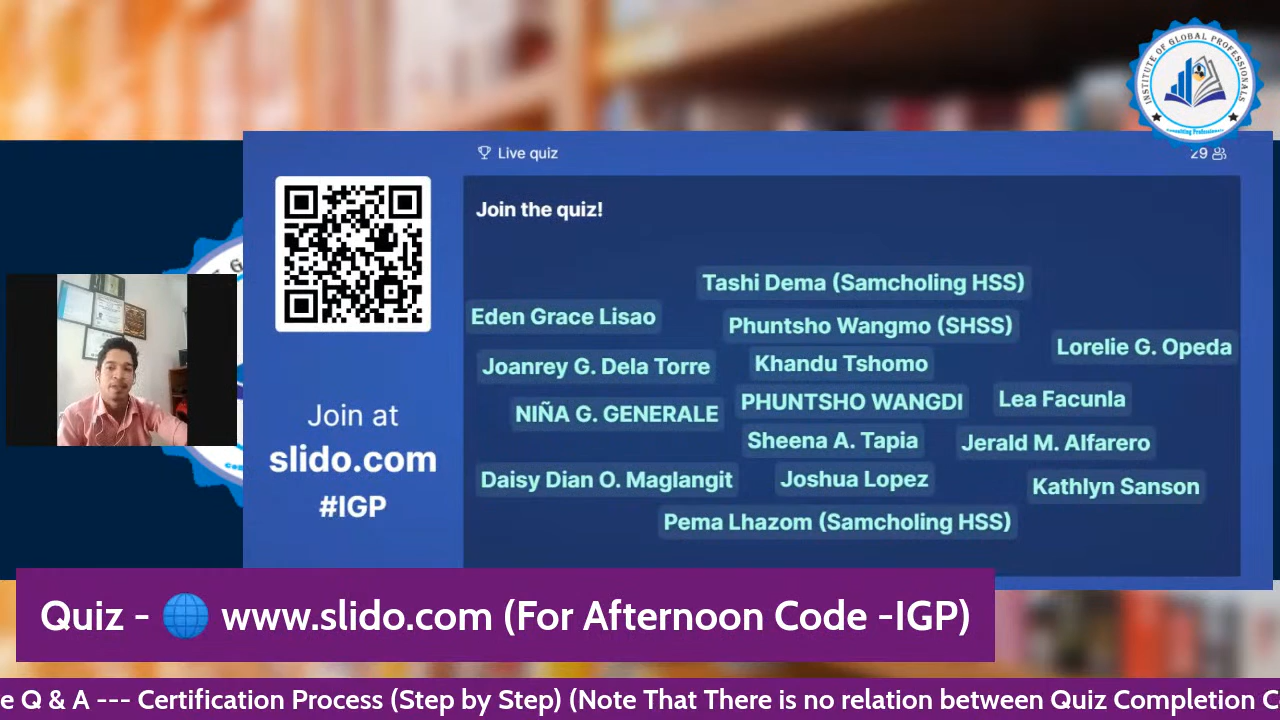 INSTITUTE OF GLOBAL PROFESSIONALS
Consulting Professionals
Live quiz
29
Join the quiz!
Tashi Dema (Samcholing HSS)
Eden Grace Lisao
Phuntsho Wangmo (SHSS)
Lorelie G. Opeda
Joanrey G. Dela Torre
Khandu Tshomo
NIÑA G. GENERALE
PHUNTSHO WANGDI
Lea Facunla
Sheena A. Tapia
Jerald M. Alfarero
Daisy Dian O. Maglangit
Joshua Lopez
Kathlyn Sanson
Pema Lhazom (Samcholing HSS)
Join at
slido.com
#IGP
Quiz - www.slido.com (For Afternoon Code -IGP)
e Q & A --- Certification Process (Step by Step) (Note That There is no relation between Quiz Completion C